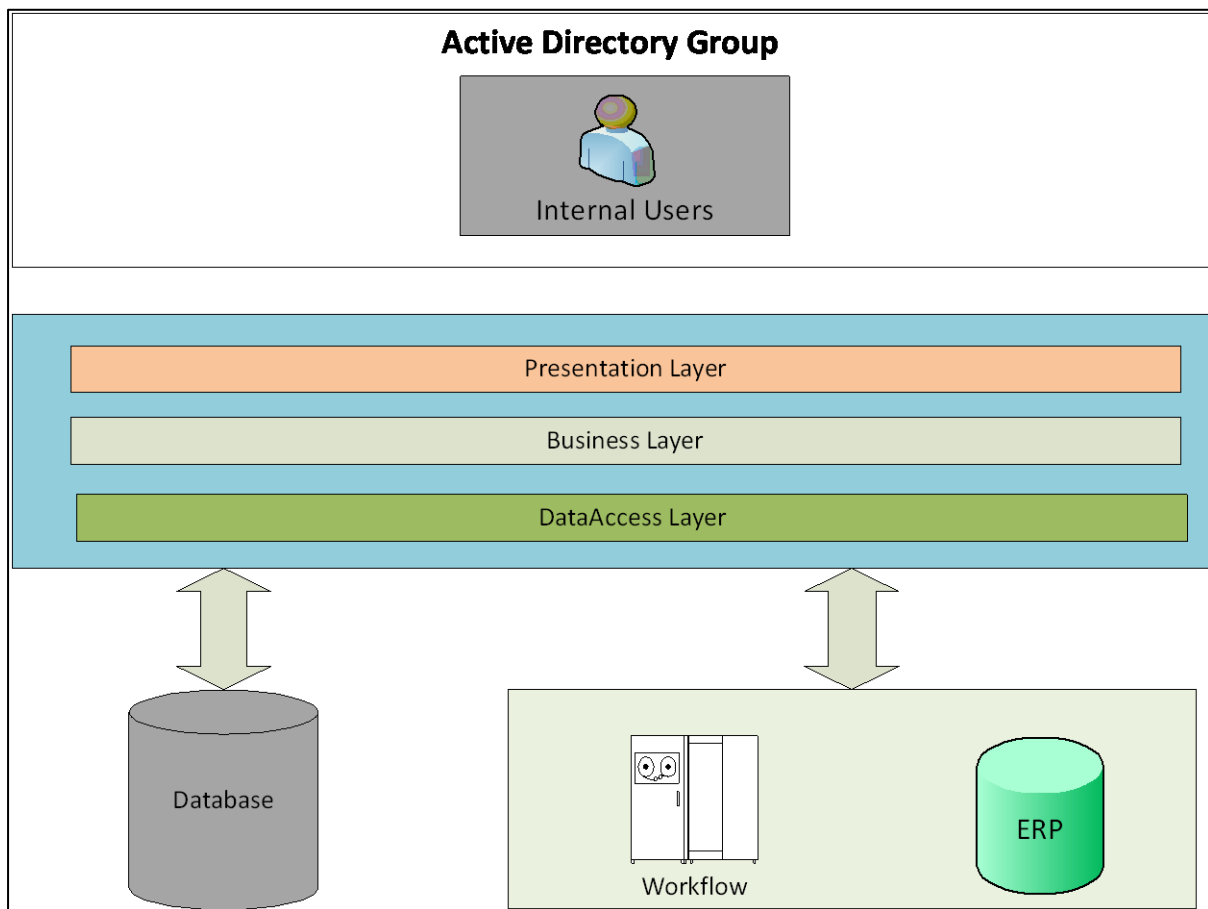 Active Directory Group
Internal Users
Presentation Layer
Business Layer
DataAccess Layer
Database
Workflow
ERP